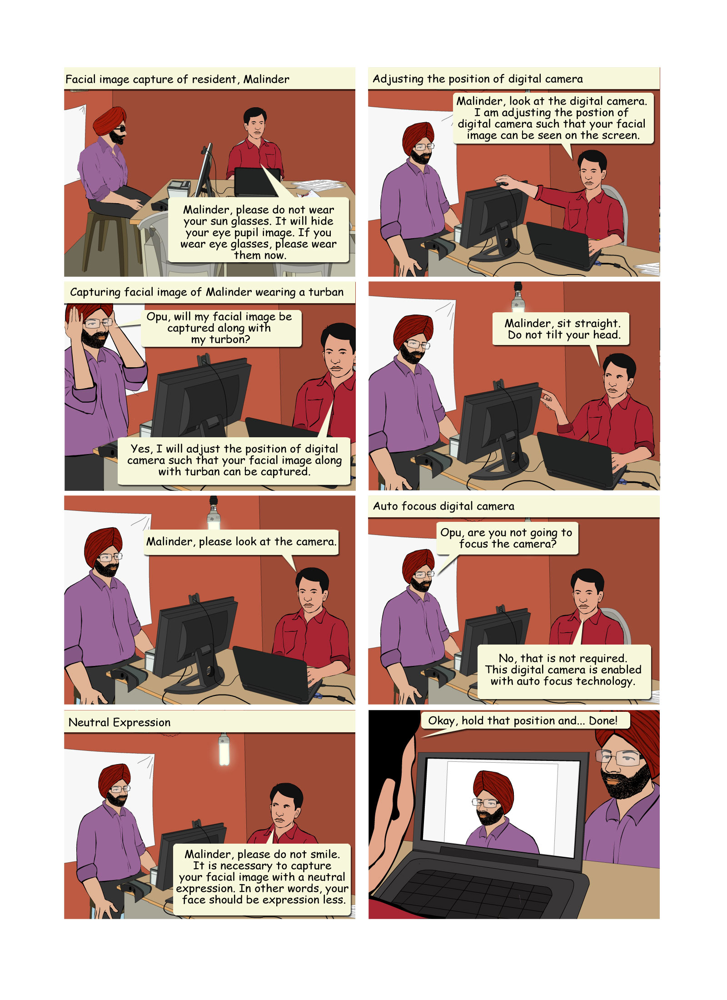 Facial image capture of resident, Malinder
Malinder, please do not wear
your sun glasses. It will hide
your eye pupil image. If you
wear eye glasses, please wear
them now.
Adjusting the position of digital camera
Malinder, look at the digital camera.
I am adjusting the postion of
digital camera such that your facial
image can be seen on the screen.
Capturing facial image of Malinder wearing a turban
Opu, will my facial image be
captured along with
my turbon?
Yes, I will adjust the position of digital
camera such that your facial image along
with turban can be captured.
Malinder, sit straight.
Do not tilt your head.
Malinder, please look at the camera.
Auto focous digital camera
Opu, are you not going to
focus the camera?
No, that is not required.
This digital camera is enabled
with auto focus technology.
Neutral Expression
Malinder, please do not smile.
It is necessary to capture
your facial image with a neutral
expression. In other words, your
face should be expression less.
Okay, hold that position and... Done!